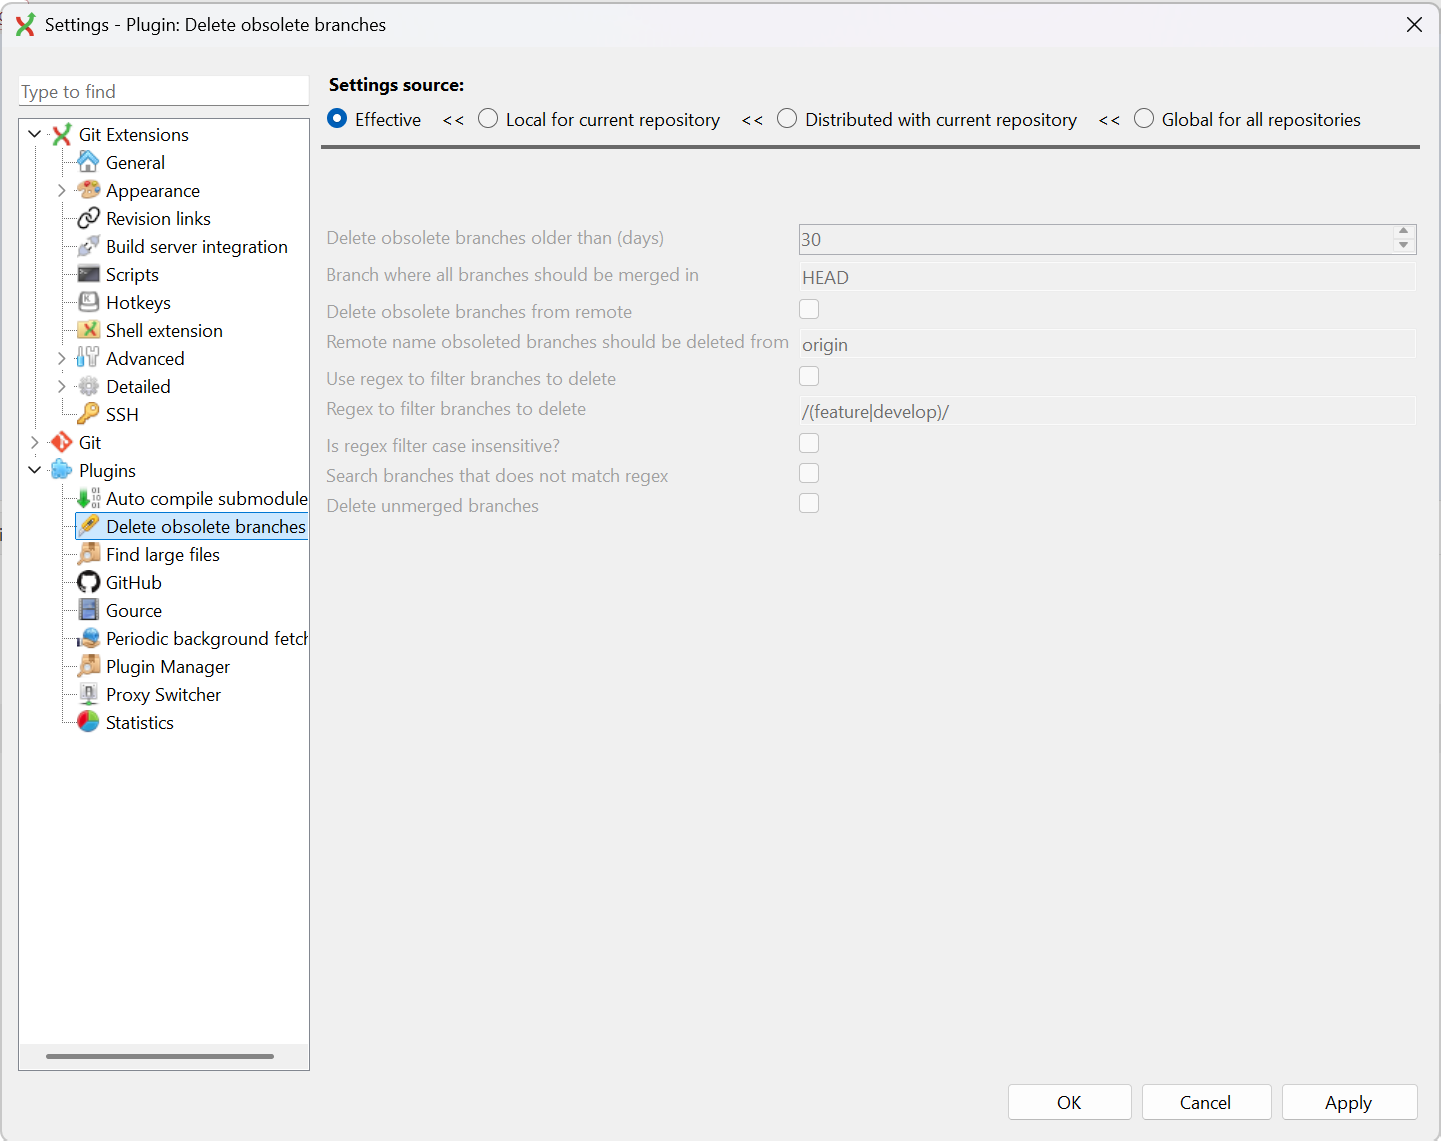 Settings - Plugin: Delete obsolete branches
Type to find
Git Extensions
General
Appearance
Revision links
Build server integration
Scripts
Hotkeys
Shell extension
Advanced
Detailed
SSH
Git
Plugins
Auto compile submodule
Delete obsolete branches
Find large files
GitHub
Gource
Periodic background fetch
Plugin Manager
Proxy Switcher
Statistics
Settings source:
Effective << Local for current repository << Distributed with current repository << Global for all repositories
Delete obsolete branches older than (days) 30
Branch where all branches should be merged in HEAD
Delete obsolete branches from remote
Remote name obsoleted branches should be deleted from origin
Use regex to filter branches to delete
Regex to filter branches to delete /(feature|develop)/
Is regex filter case insensitive?
Search branches that does not match regex
Delete unmerged branches
OK Cancel Apply